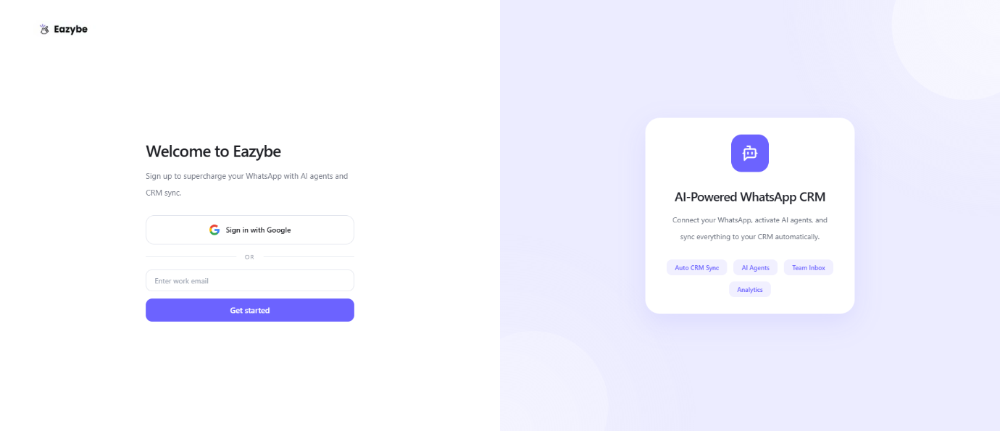 Eazybe
Welcome to Eazybe
Sign up to supercharge your WhatsApp with AI agents and
CRM sync.
Sign in with Google
OR
Enter work email
Get started
AI-Powered WhatsApp CRM
Connect your WhatsApp, activate AI agents, and
sync everything to your CRM automatically.
Auto CRM Sync
AI Agents
Team Inbox
Analytics